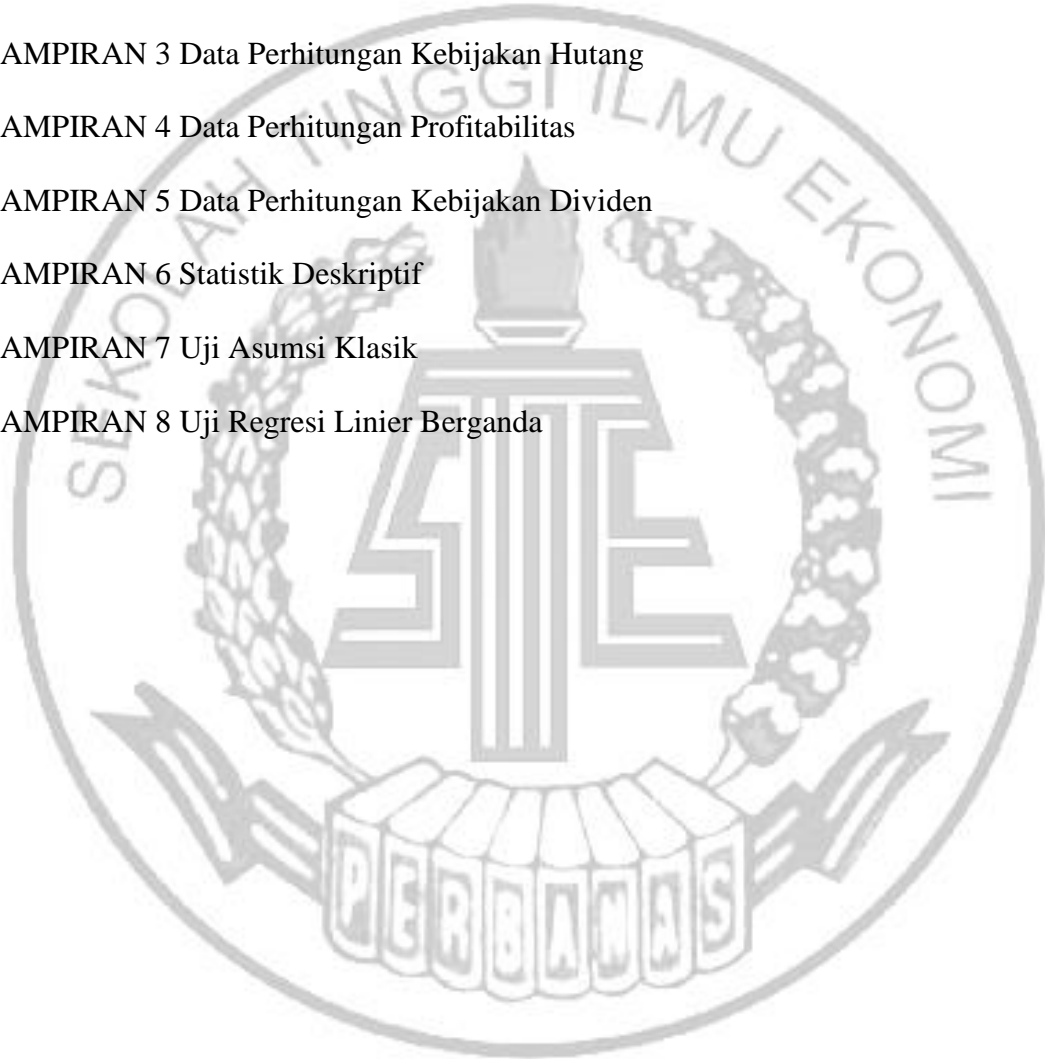 AMPIRAN 3 Data Perhitungan Kebijakan Hutang
AMPIRAN 4 Data Perhitungan Profitabilitas
AMPIRAN 5 Data Perhitungan Kebijakan Dividen
AMPIRAN 6 Statistik Deskriptif
AMPIRAN 7 Uji Asumsi Klasik
AMPIRAN 8 Uji Regresi Linier Berganda
SEKOLAH TINGGI ILMU EKONOMI
STIE
PERBANAS